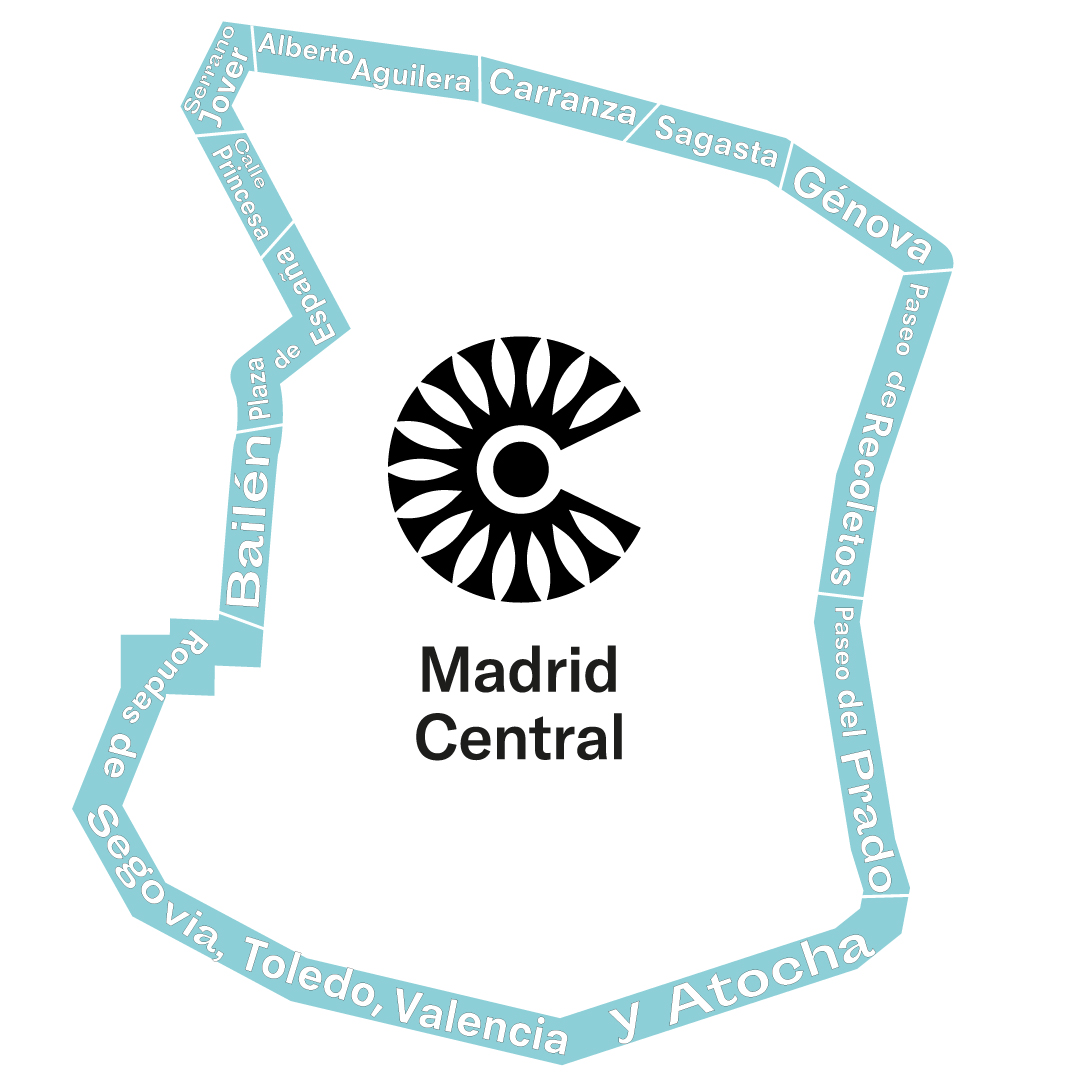 Serrano
Jover
Alberto
Aguilera
Carranza
Sagasta
Génova
Paseo de Recoletos
Paseo del Prado
Rondas de Segovia, Toledo, Valencia y Atocha
Bailén
Plaza de España
Calle
Princesa
Madrid
Central